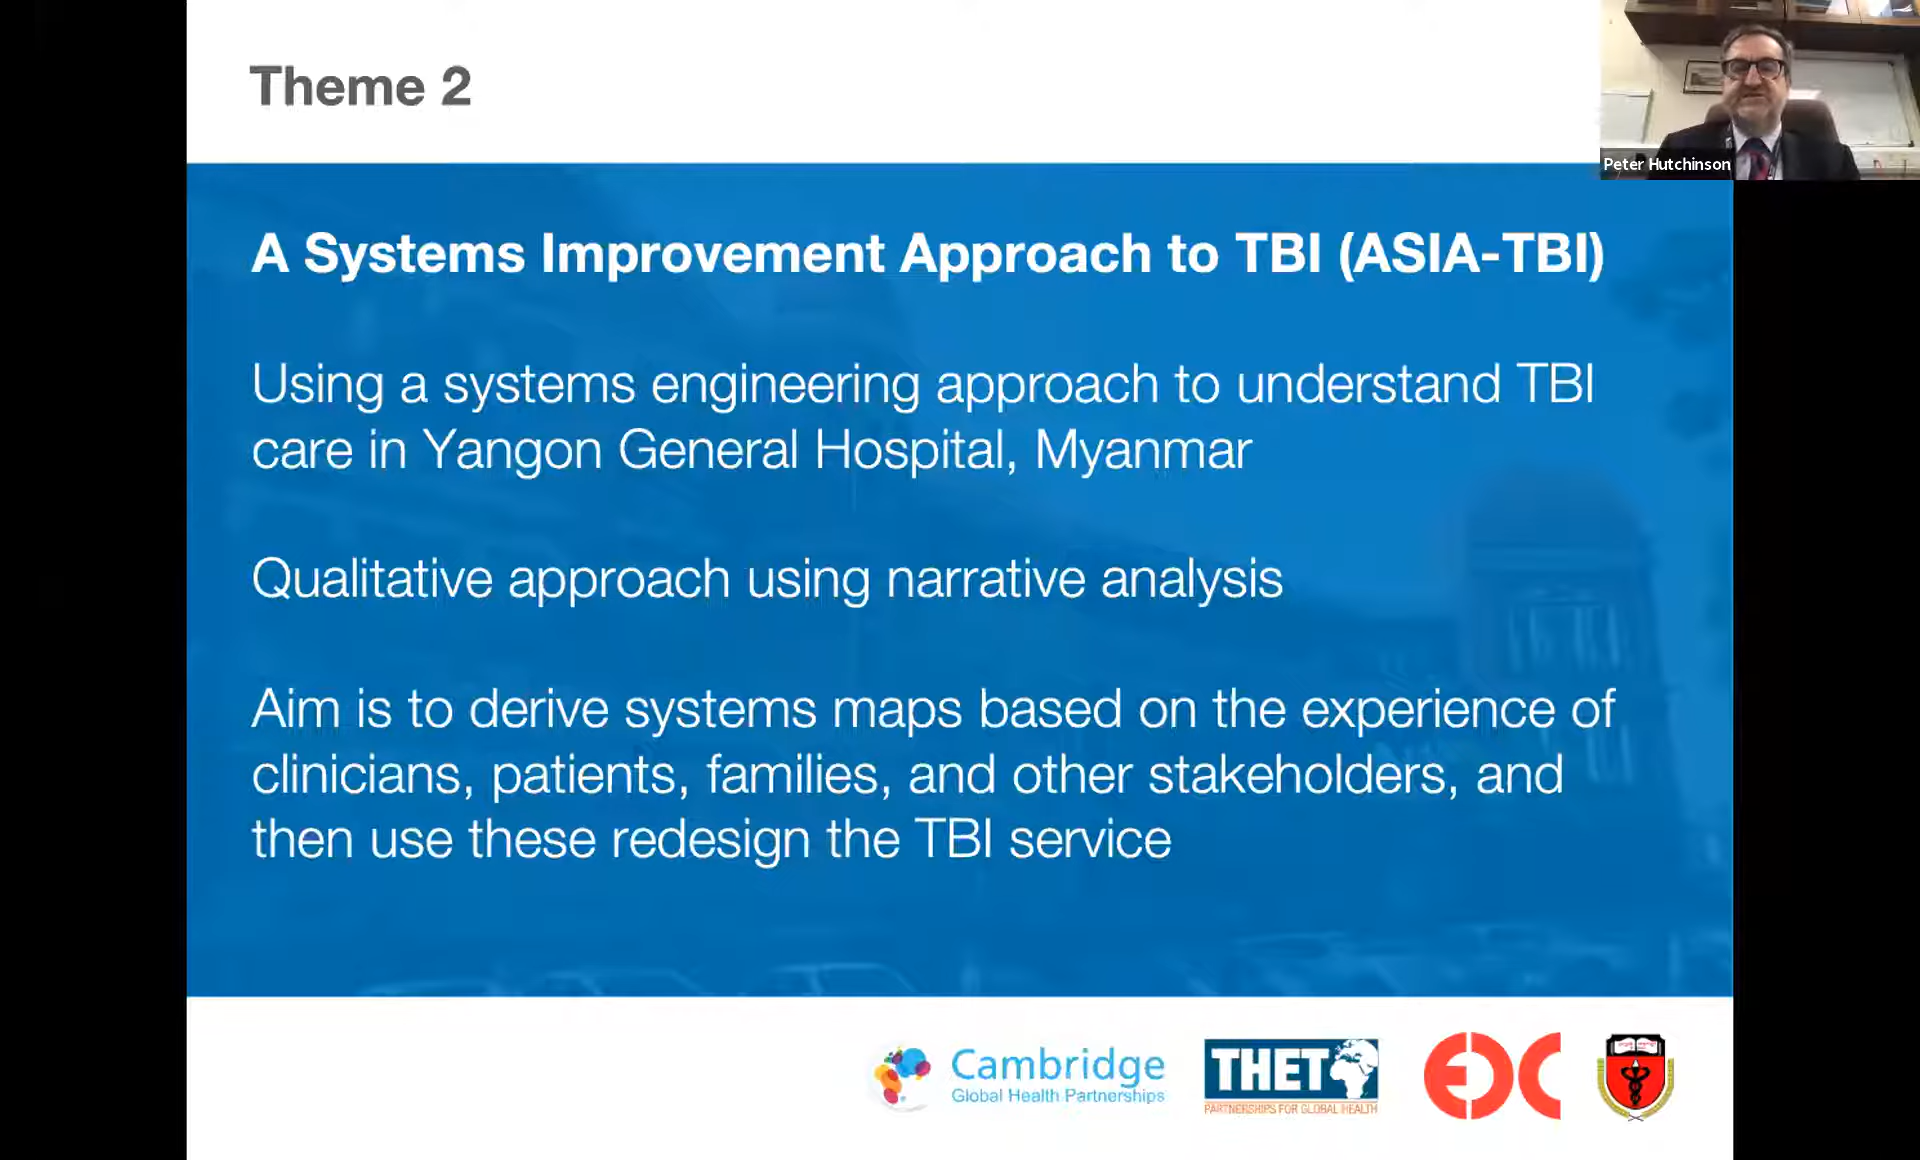 Theme 2
Peter Hutchinson
A Systems Improvement Approach to TBI (ASIA-TBI)
Using a systems engineering approach to understand TBI
care in Yangon General Hospital, Myanmar
Qualitative approach using narrative analysis
Aim is to derive systems maps based on the experience of
clinicians, patients, families, and other stakeholders, and
then use these redesign the TBI service
Cambridge
Global Health Partnerships
THET
PARTNERSHIPS FOR GLOBAL HEALTH
EDC